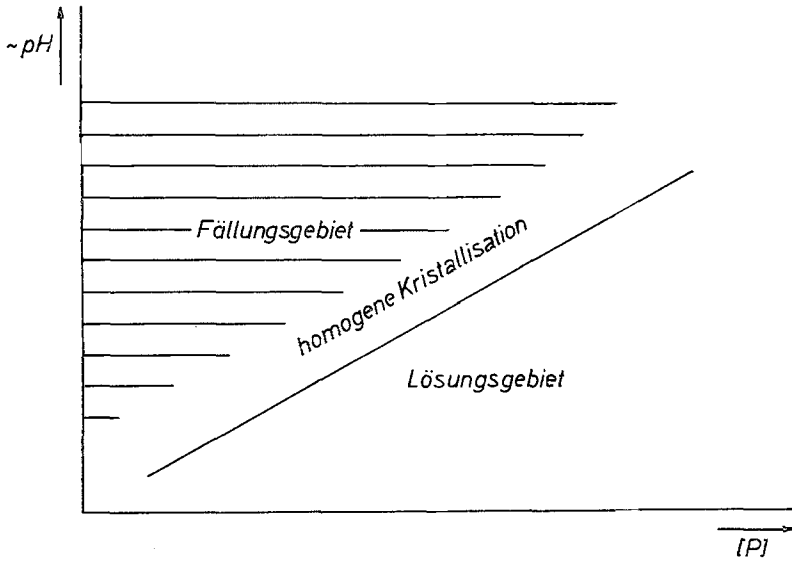 ~pH
Fällungsgebiet
homogene Kristallisation
Lösungsgebiet
[P]